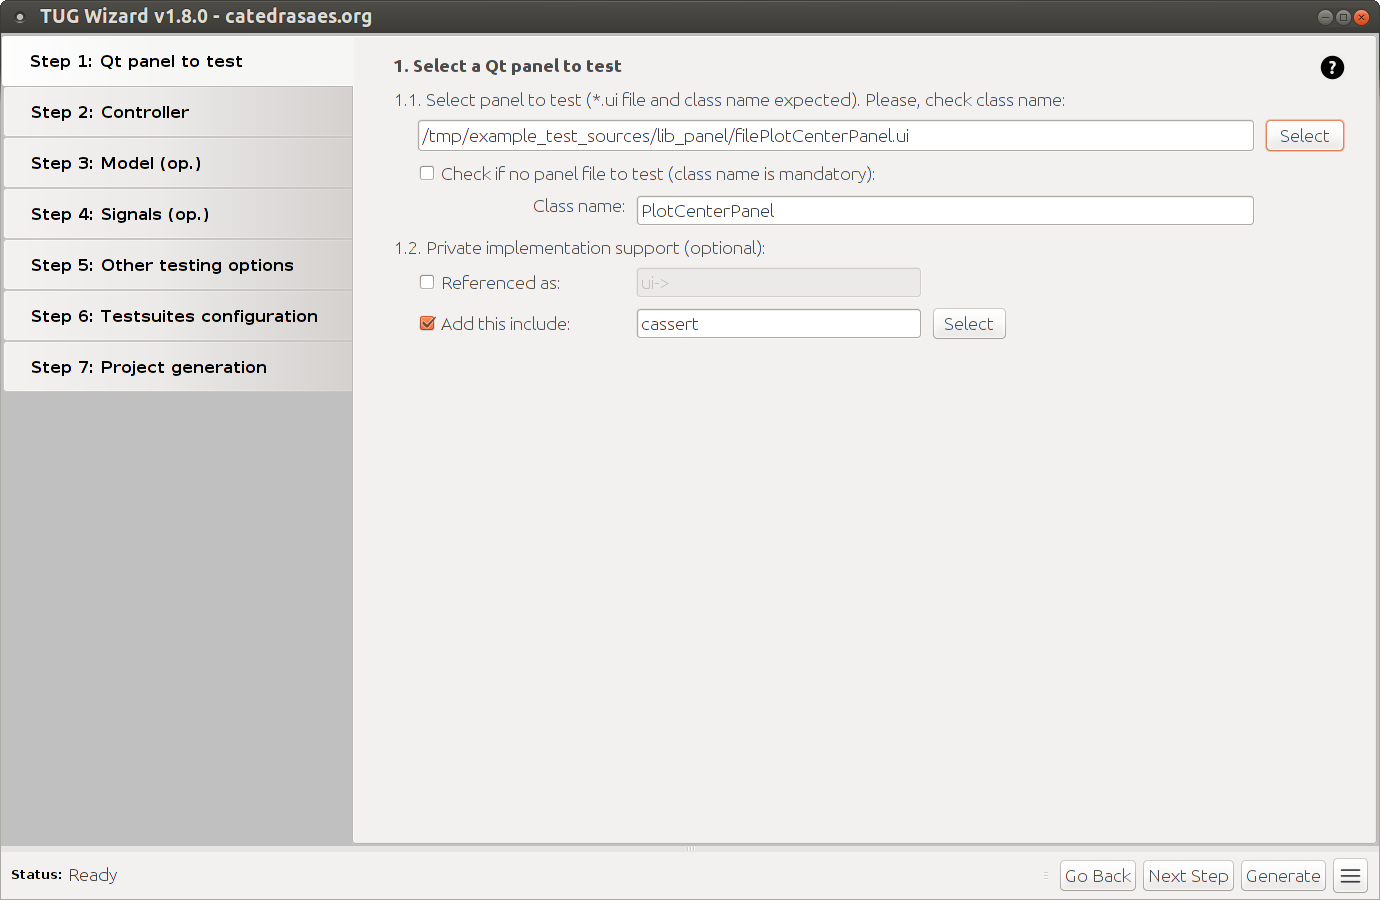 TUG Wizard v1.8.0 - catedrasaes.org
Step 1: Qt panel to test
Step 2: Controller
Step 3: Model (op.)
Step 4: Signals (op.)
Step 5: Other testing options
Step 6: Testsuites configuration
Step 7: Project generation
1. Select a Qt panel to test
?
1.1. Select panel to test (*.ui file and class name expected). Please, check class name:
/tmp/example_test_sources/lib_panel/filePlotCenterPanel.ui
Select
Check if no panel file to test (class name is mandatory):
Class name: PlotCenterPanel
1.2. Private implementation support (optional):
Referenced as: ui->
Add this include: cassert Select
Status: Ready
Go Back Next Step Generate